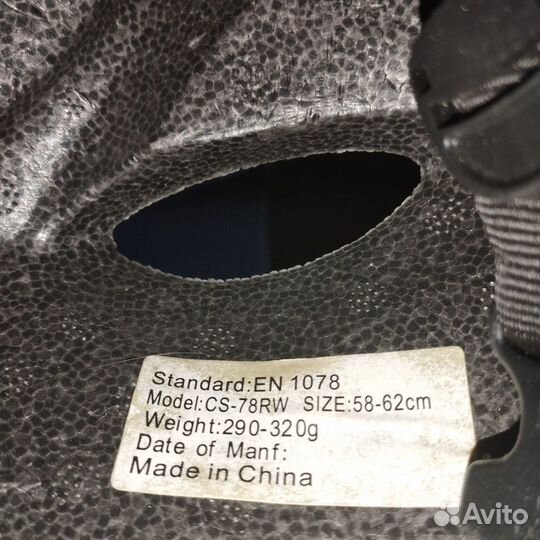 Standard:EN 1078
Model:CS-78RW SIZE:58-62cm
Weight:290-320g
Date of Manf:
Made in China
Avito